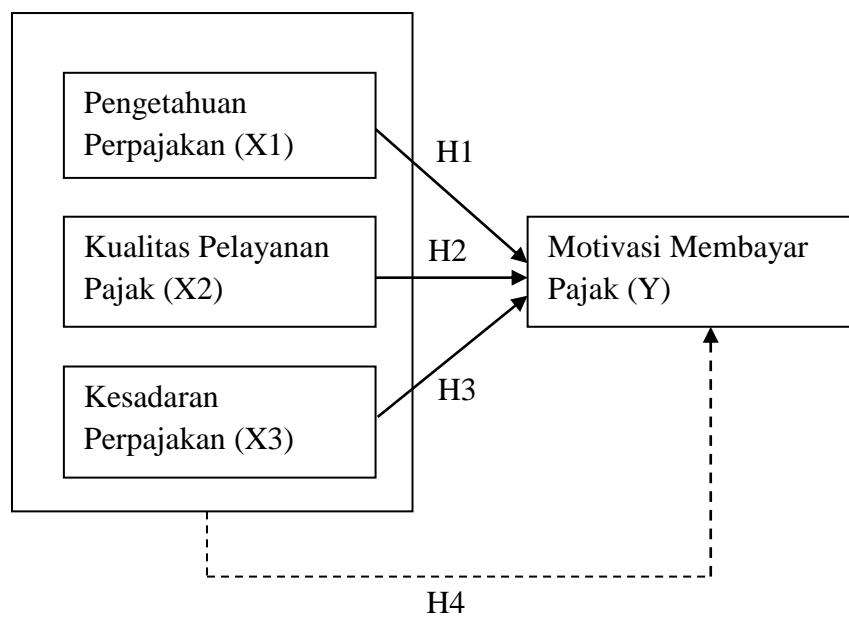 Pengetahuan
Perpajakan (X1)
H1
Kualitas Pelayanan
Pajak (X2)
H2
Motivasi Membayar
Pajak (Y)
Kesadaran
Perpajakan (X3)
H3
H4